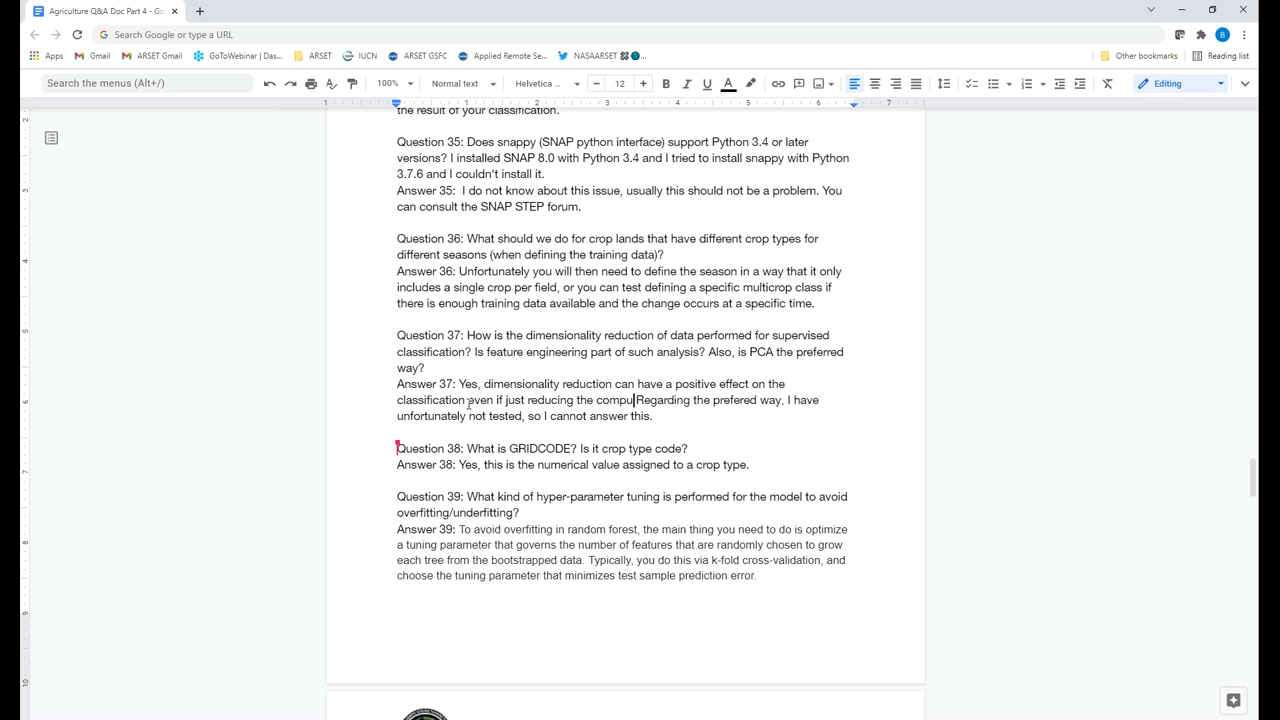 Agriculture Q&A Doc Part 4 - Go
Search Google or type a URL
Apps Gmail ARSET Gmail GoToWebinar | Das... ARSET IUCN ARSET GSFC Applied Remote Se... NASAARSET Other bookmarks Reading list
Search the menus (Alt+/) 100% Normal text Helvetica ... 12 B I U A Editing
1 1 2 3 4 5 6 7
the result of your classification.
Question 35: Does snappy (SNAP python interface) support Python 3.4 or later
versions? I installed SNAP 8.0 with Python 3.4 and I tried to install snappy with Python
3.7.6 and I couldn't install it.
Answer 35: I do not know about this issue, usually this should not be a problem. You
can consult the SNAP STEP forum.
Question 36: What should we do for crop lands that have different crop types for
different seasons (when defining the training data)?
Answer 36: Unfortunately you will then need to define the season in a way that it only
includes a single crop per field, or you can test defining a specific multicrop class if
there is enough training data available and the change occurs at a specific time.
Question 37: How is the dimensionality reduction of data performed for supervised
classification? Is feature engineering part of such analysis? Also, is PCA the preferred
way?
Answer 37: Yes, dimensionality reduction can have a positive effect on the
classification even if just reducing the compu Regarding the prefered way, I have
unfortunately not tested, so I cannot answer this.
Question 38: What is GRIDCODE? Is it crop type code?
Answer 38: Yes, this is the numerical value assigned to a crop type.
Question 39: What kind of hyper-parameter tuning is performed for the model to avoid
overfitting/underfitting?
Answer 39: To avoid overfitting in random forest, the main thing you need to do is optimize
a tuning parameter that governs the number of features that are randomly chosen to grow
each tree from the bootstrapped data. Typically, you do this via k-fold cross-validation, and
choose the tuning parameter that minimizes test sample prediction error.